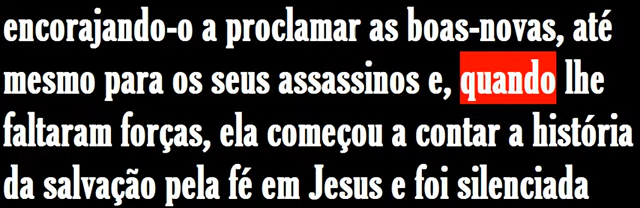 encorajando-o a proclamar as boas-novas, até
mesmo para os seus assassinos e, quando lhe
faltaram forças, ela começou a contar a história
da salvação pela fé em Jesus e foi silenciada